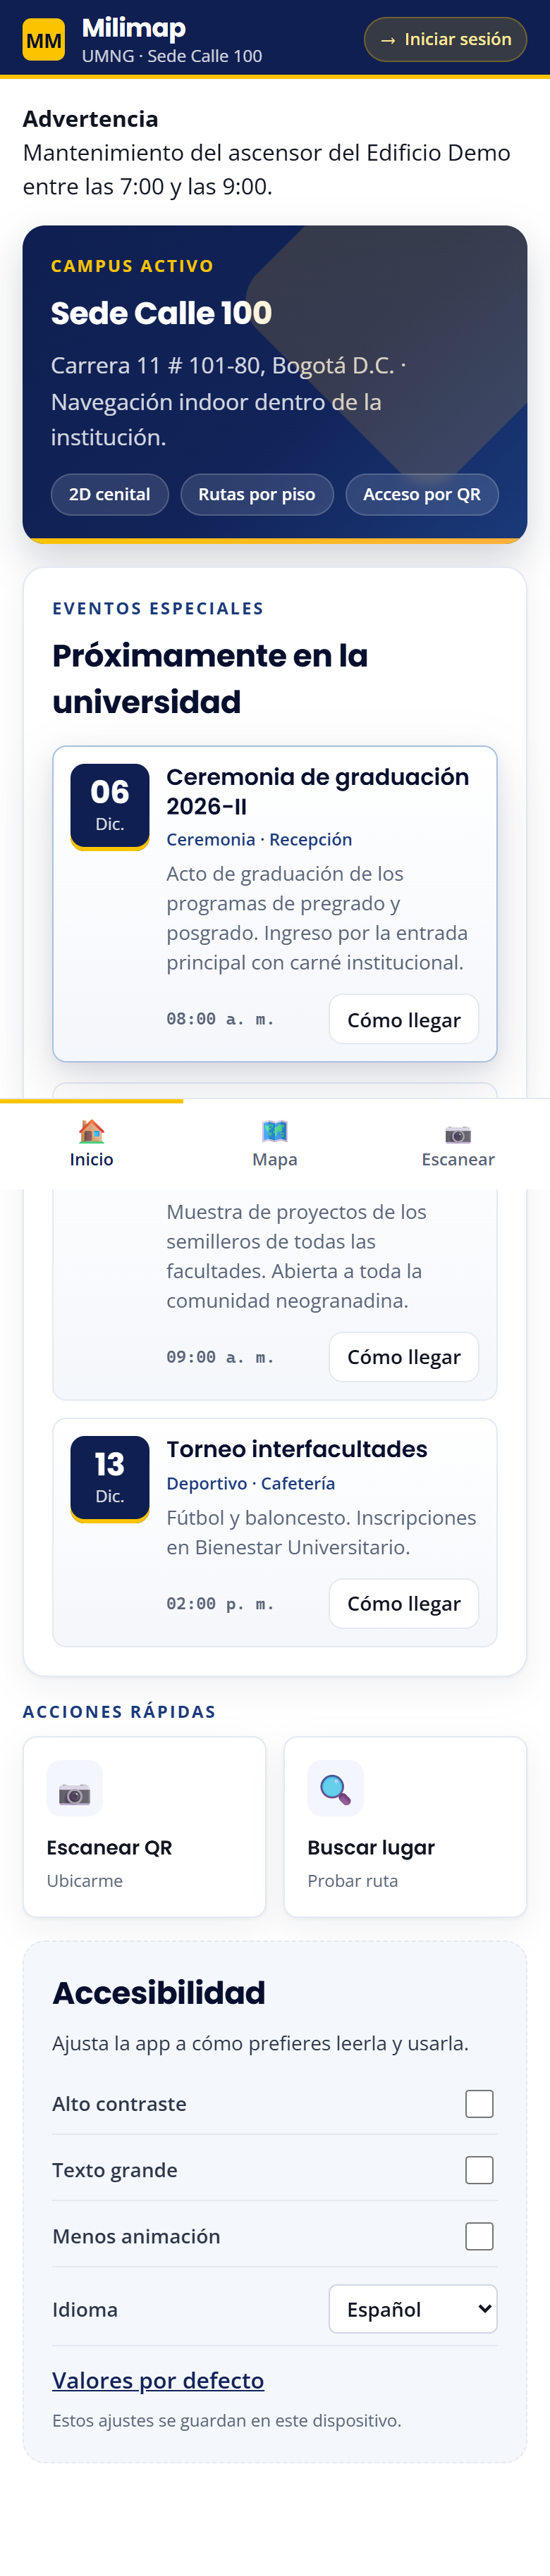 MM
Milimap
UMNG · Sede Calle 100
→ Iniciar sesión
Advertencia
Mantenimiento del ascensor del Edificio Demo
entre las 7:00 y las 9:00.
CAMPUS ACTIVO
Sede Calle 100
Carrera 11 # 101-80, Bogotá D.C. ·
Navegación indoor dentro de la
institución.
2D cenital
Rutas por piso
Acceso por QR
EVENTOS ESPECIALES
Próximamente en la
universidad
06
Dic.
Ceremonia de graduación
2026-II
Ceremonia · Recepción
Acto de graduación de los
programas de pregrado y
posgrado. Ingreso por la entrada
principal con carné institucional.
08:00 a. m.
Cómo llegar
Inicio
Mapa
Escanear
Muestra de proyectos de los
semilleros de todas las
facultades. Abierta a toda la
comunidad neogranadina.
09:00 a. m.
Cómo llegar
13
Dic.
Torneo interfacultades
Deportivo · Cafetería
Fútbol y baloncesto. Inscripciones
en Bienestar Universitario.
02:00 p. m.
Cómo llegar
ACCIONES RÁPIDAS
Escanear QR
Ubicarme
Buscar lugar
Probar ruta
Accesibilidad
Ajusta la app a cómo prefieres leerla y usarla.
Alto contraste
Texto grande
Menos animación
Idioma
Español
Valores por defecto
Estos ajustes se guardan en este dispositivo.